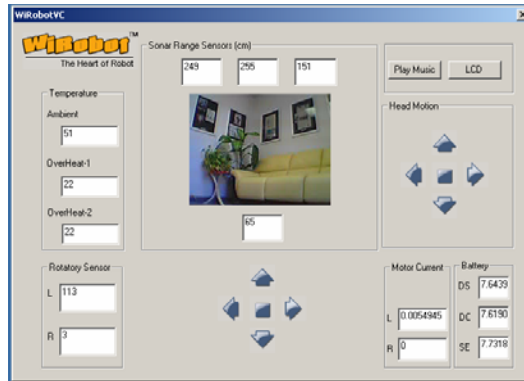 WiRobotVC
WiRobot™
The Heart of Robot
Sonar Range Sensors (cm)
249 255 151
65
Play Music LCD
Head Motion
Temperature
Ambient
51
OverHeat-1
22
OverHeat-2
22
Rotatory Sensor
L 113
R 3
Motor Current
L 0.0054945
R 0
Battery
DS 7.6439
DC 7.6190
SE 7.7318